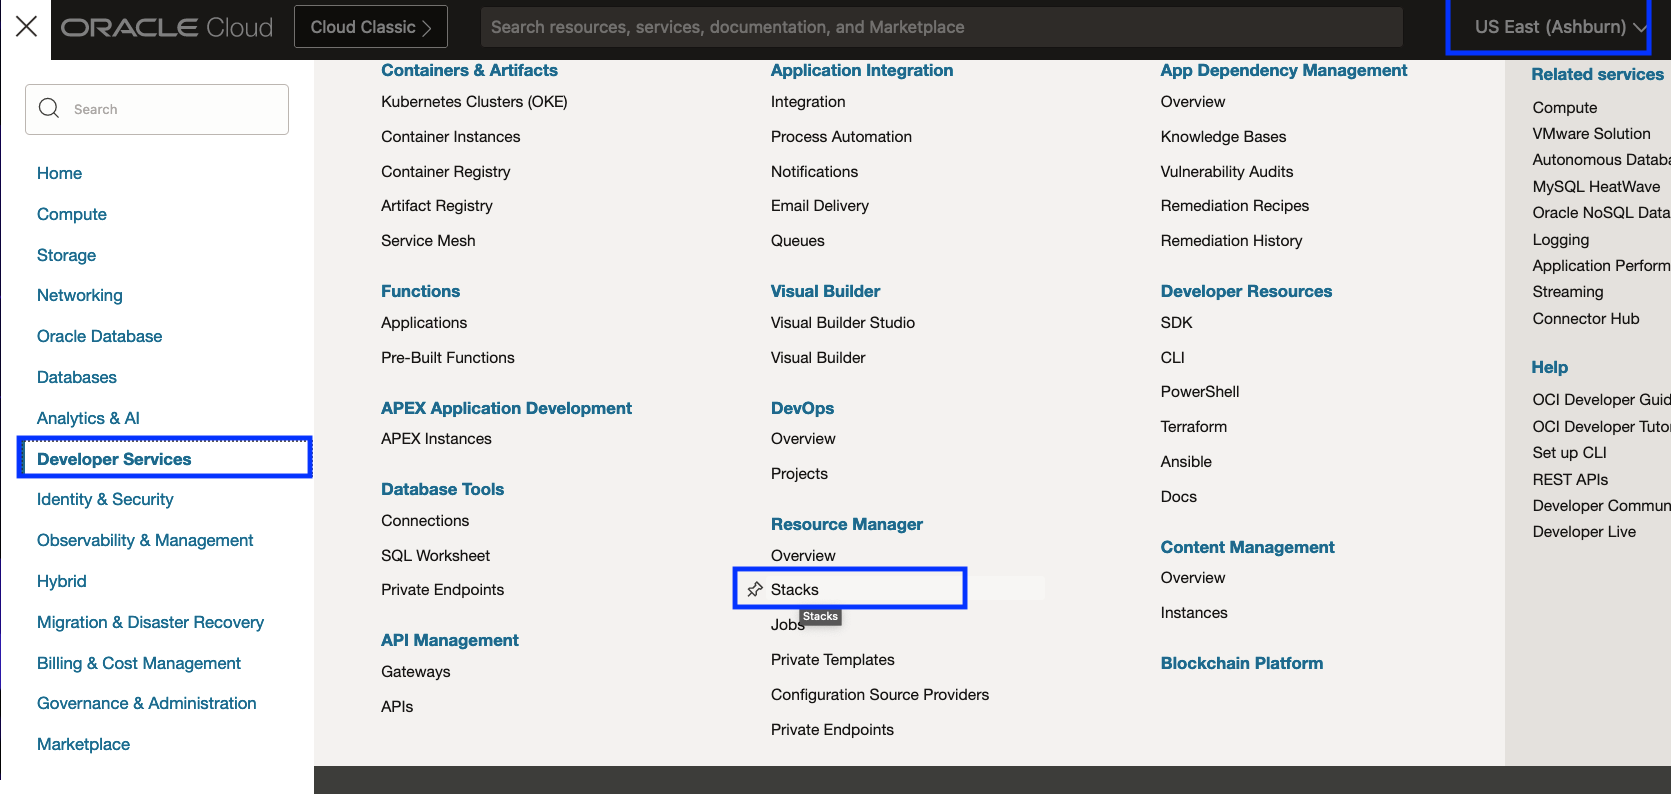 ORACLE Cloud
Cloud Classic
Search resources, services, documentation, and Marketplace
US East (Ashburn)
Search
Home
Compute
Storage
Networking
Oracle Database
Databases
Analytics & AI
Developer Services
Identity & Security
Observability & Management
Hybrid
Migration & Disaster Recovery
Billing & Cost Management
Governance & Administration
Marketplace
Containers & Artifacts
Kubernetes Clusters (OKE)
Container Instances
Container Registry
Artifact Registry
Service Mesh
Functions
Applications
Pre-Built Functions
APEX Application Development
APEX Instances
Database Tools
Connections
SQL Worksheet
Private Endpoints
API Management
Gateways
APIs
Application Integration
Integration
Process Automation
Notifications
Email Delivery
Queues
Visual Builder
Visual Builder Studio
Visual Builder
DevOps
Overview
Projects
Resource Manager
Overview
Stacks
Stacks
Jobs
Private Templates
Configuration Source Providers
Private Endpoints
App Dependency Management
Overview
Knowledge Bases
Vulnerability Audits
Remediation Recipes
Remediation History
Developer Resources
SDK
CLI
PowerShell
Terraform
Ansible
Docs
Content Management
Overview
Instances
Blockchain Platform
Related services
Compute
VMware Solution
Autonomous Databa
MySQL HeatWave
Oracle NoSQL Data
Logging
Application Perform
Streaming
Connector Hub
Help
OCI Developer Guid
OCI Developer Tutor
Set up CLI
REST APIs
Developer Commun
Developer Live